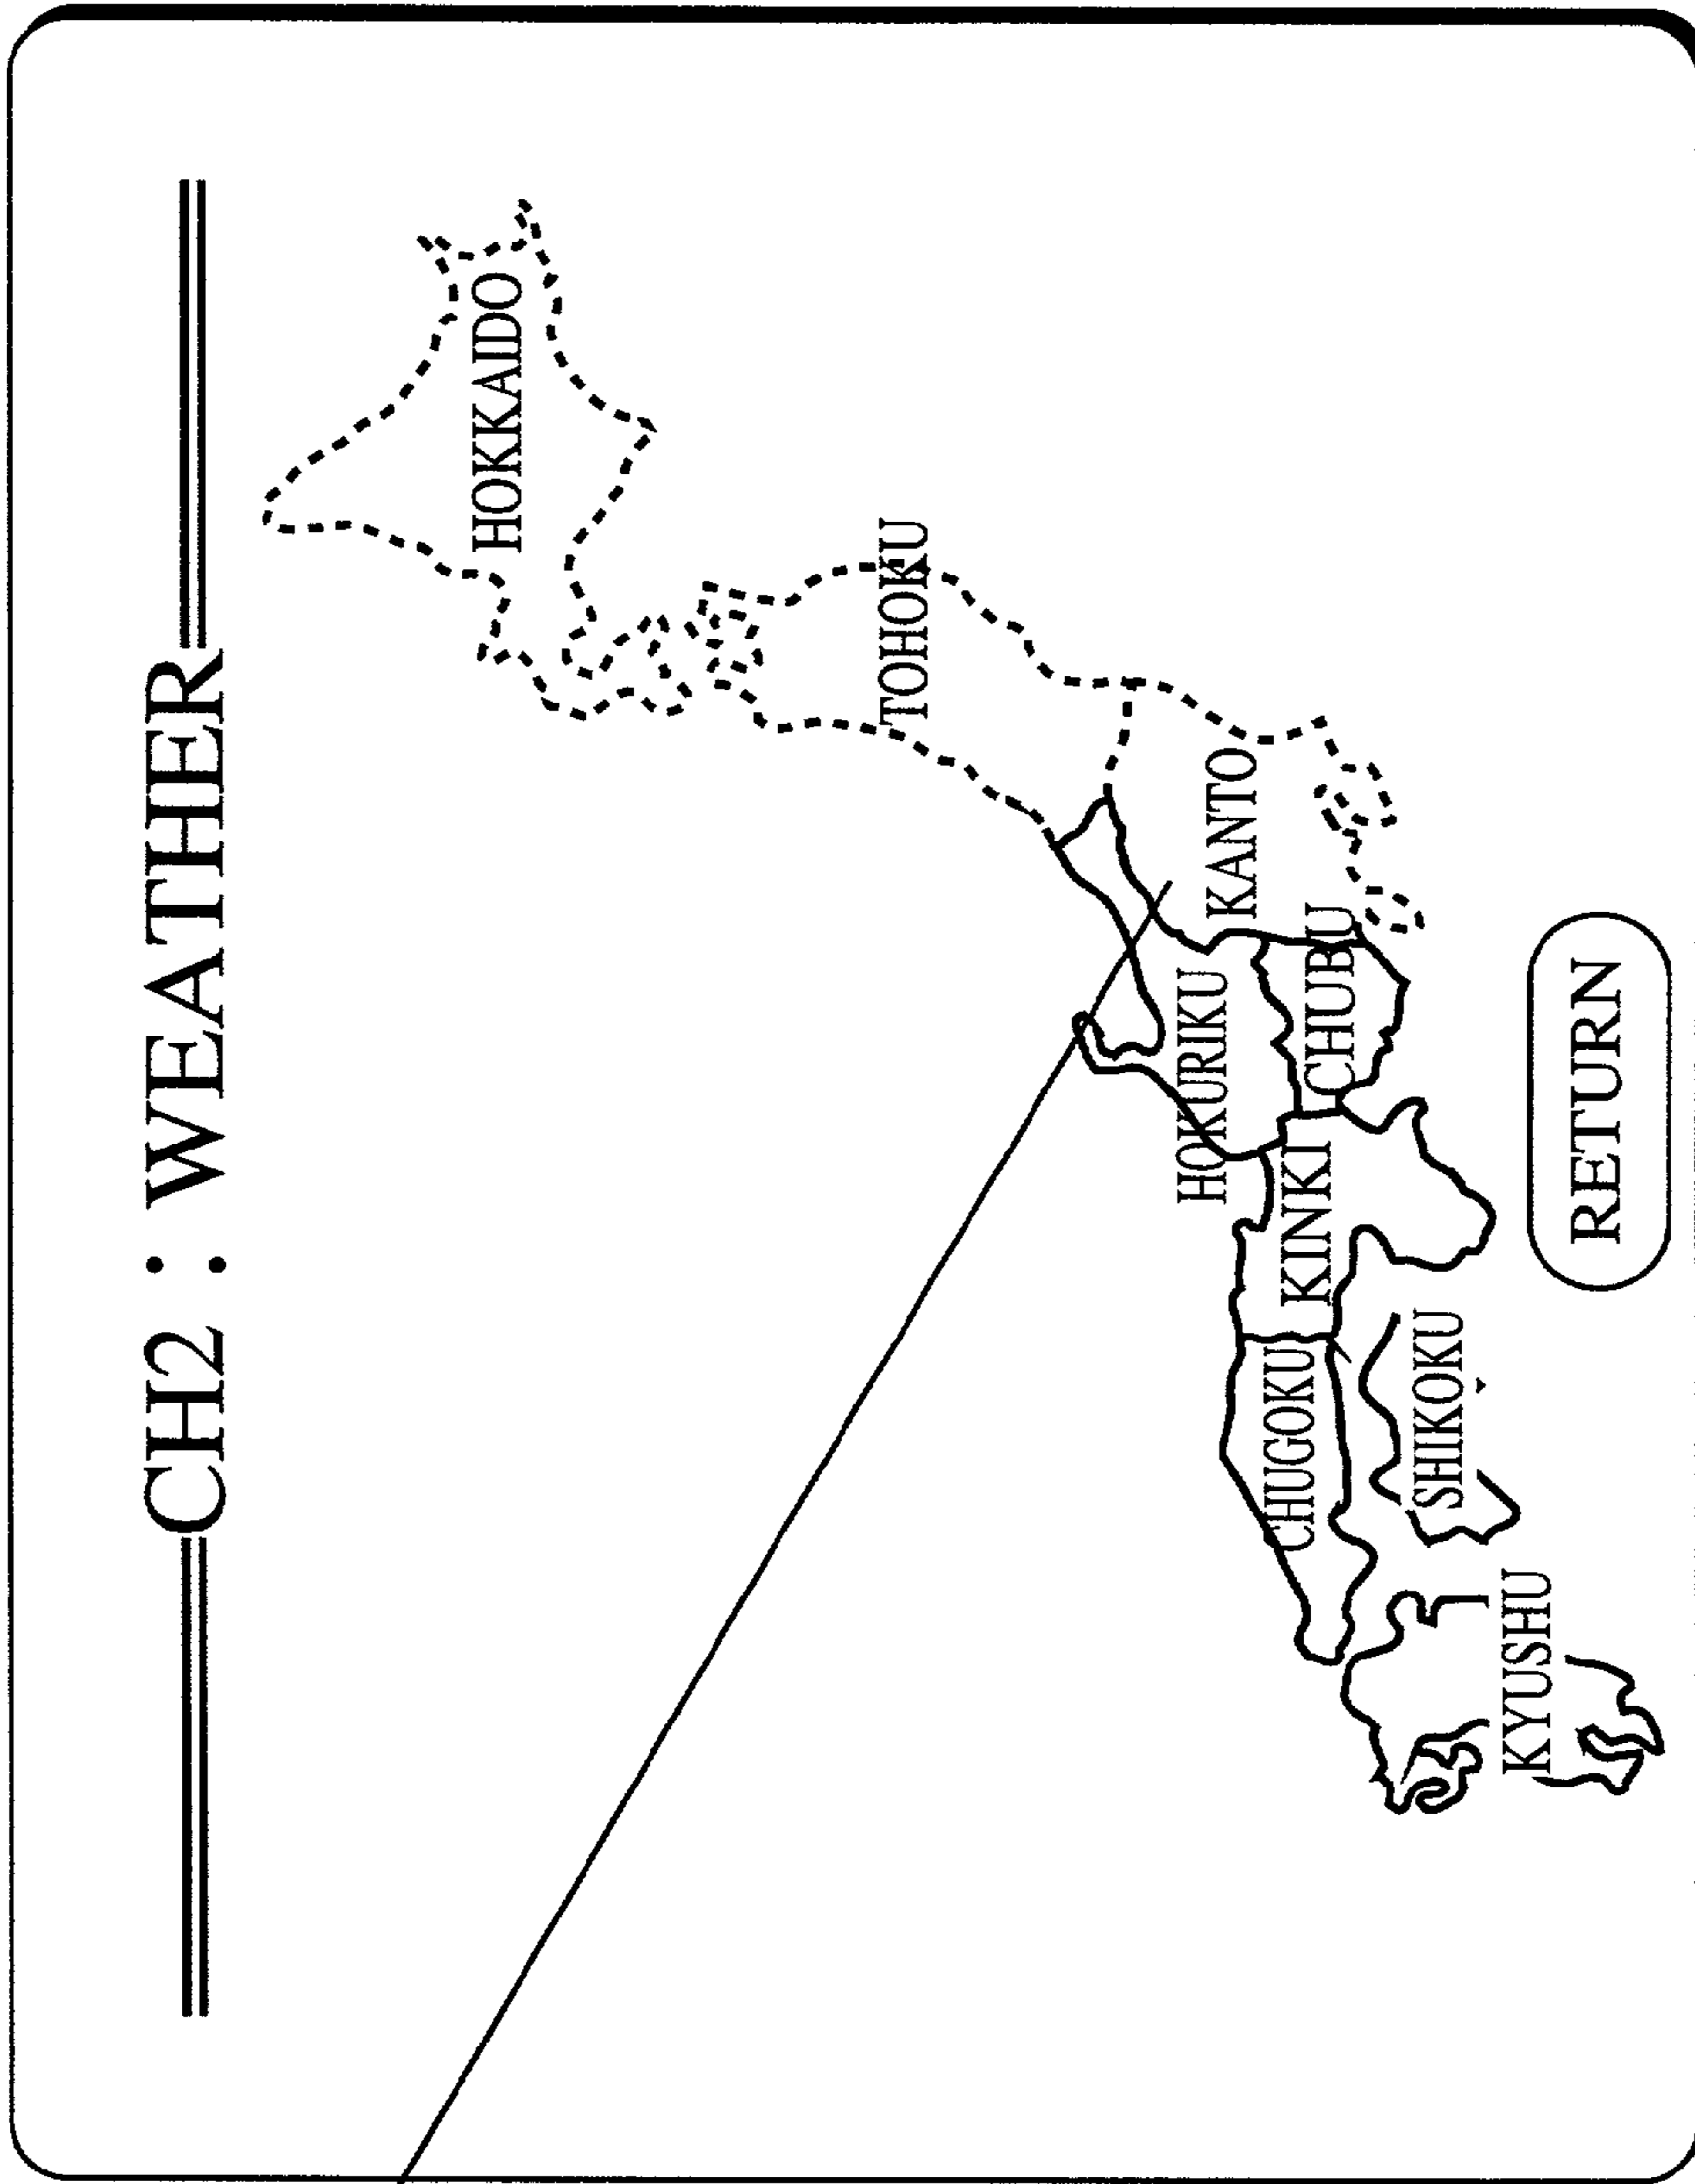 CH2 : WEATHER
HOKKAIDO
TOHOKU
KANTO
HOKURIKU
CHUBU
KINKI
CHUGOKU
SHIKOKU
KYUSHU
RETURN